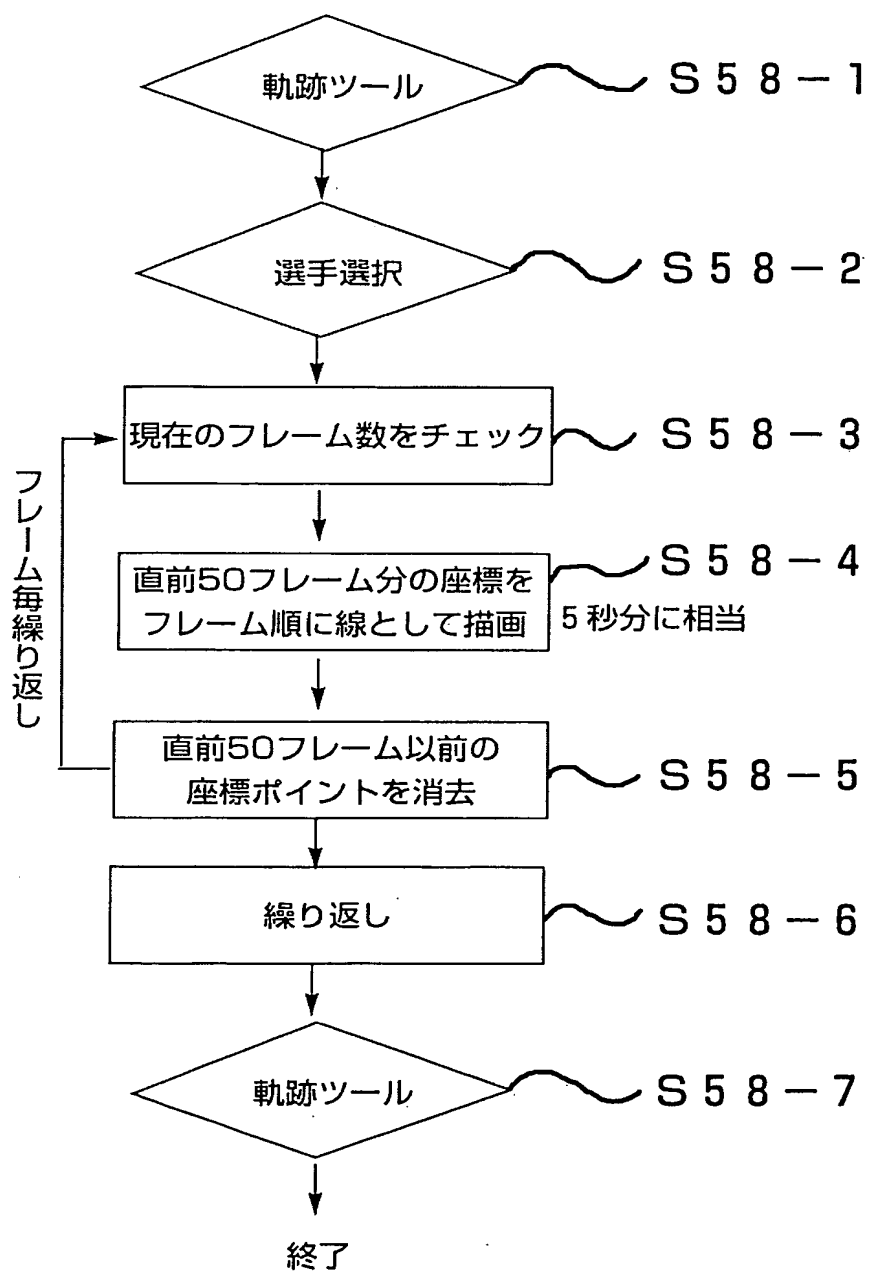 軌跡ツール
S58-1
選手選択
S58-2
現在のフレーム数をチェック
S58-3
フレーム毎繰り返し
直前50フレーム分の座標を
フレーム順に線として描画
S58-4
5秒分に相当
直前50フレーム以前の
座標ポイントを消去
S58-5
繰り返し
S58-6
軌跡ツール
S58-7
終了